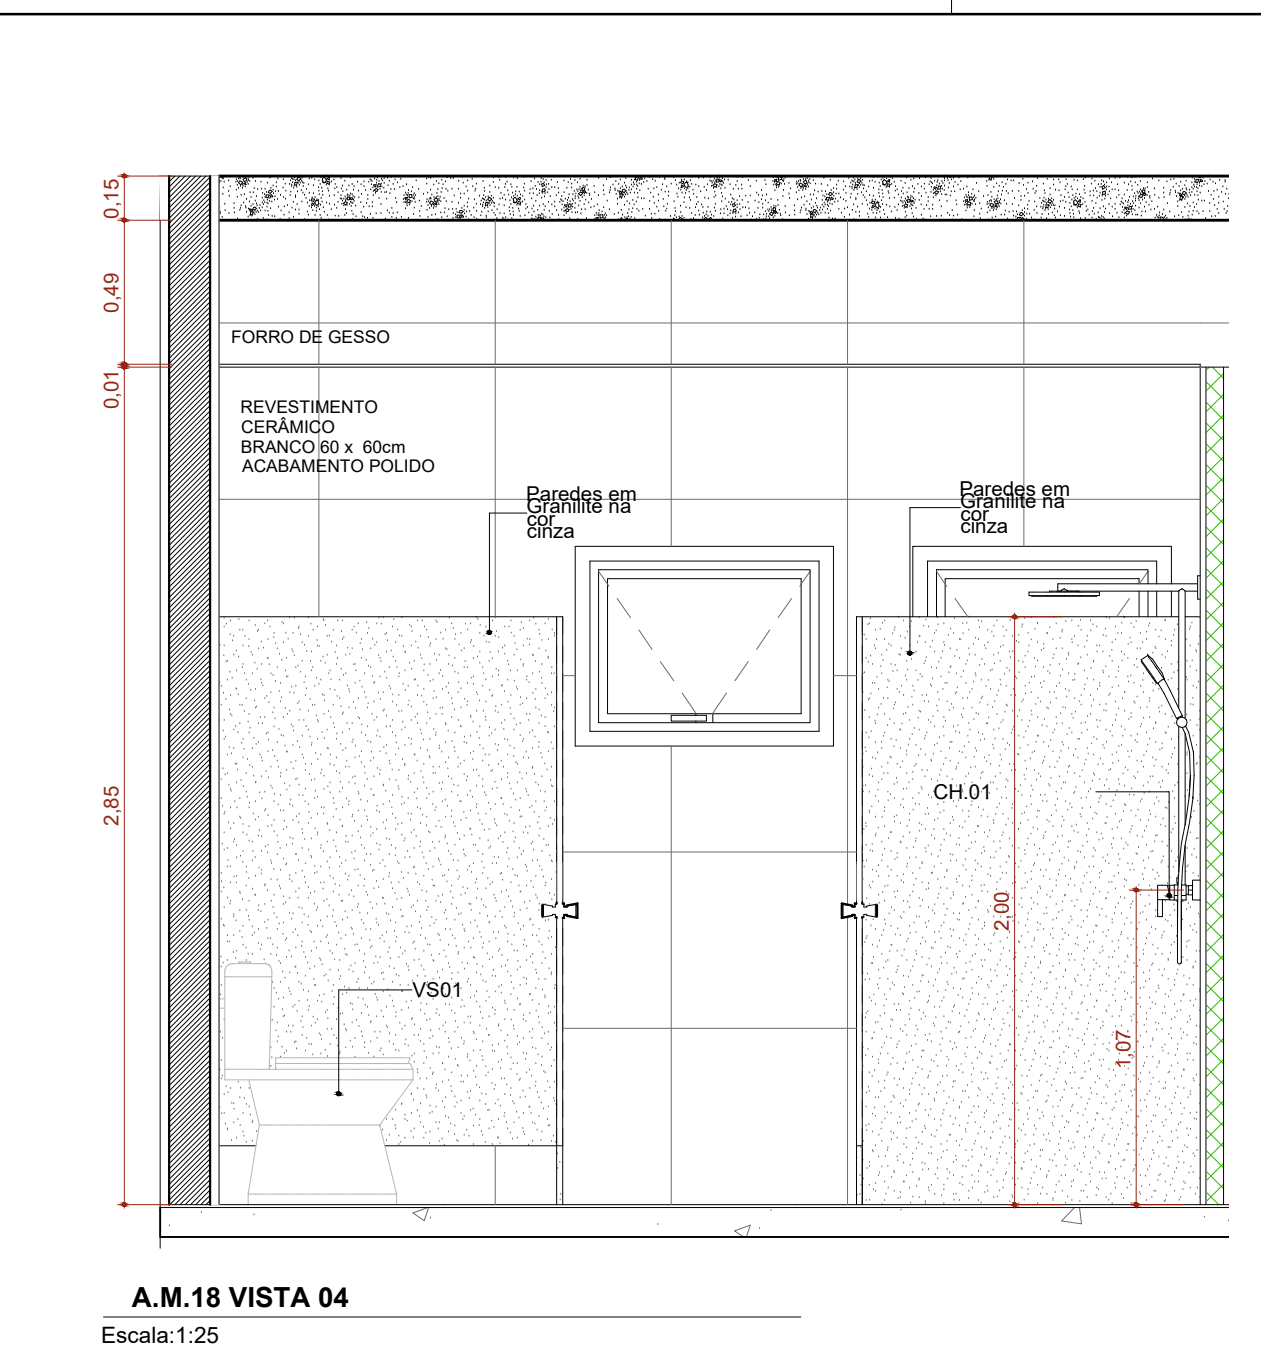 0,15
0,49
FORRO DE GESSO
0,01
REVESTIMENTO
CERÂMICO
BRANCO 60 x 60cm
ACABAMENTO POLIDO
Paredes em
Granilite na
cor
cinza
Paredes em
Granilite na
cor
cinza
2,85
CH.01
2,00
VS01
1,07
A.M.18 VISTA 04
Escala:1:25